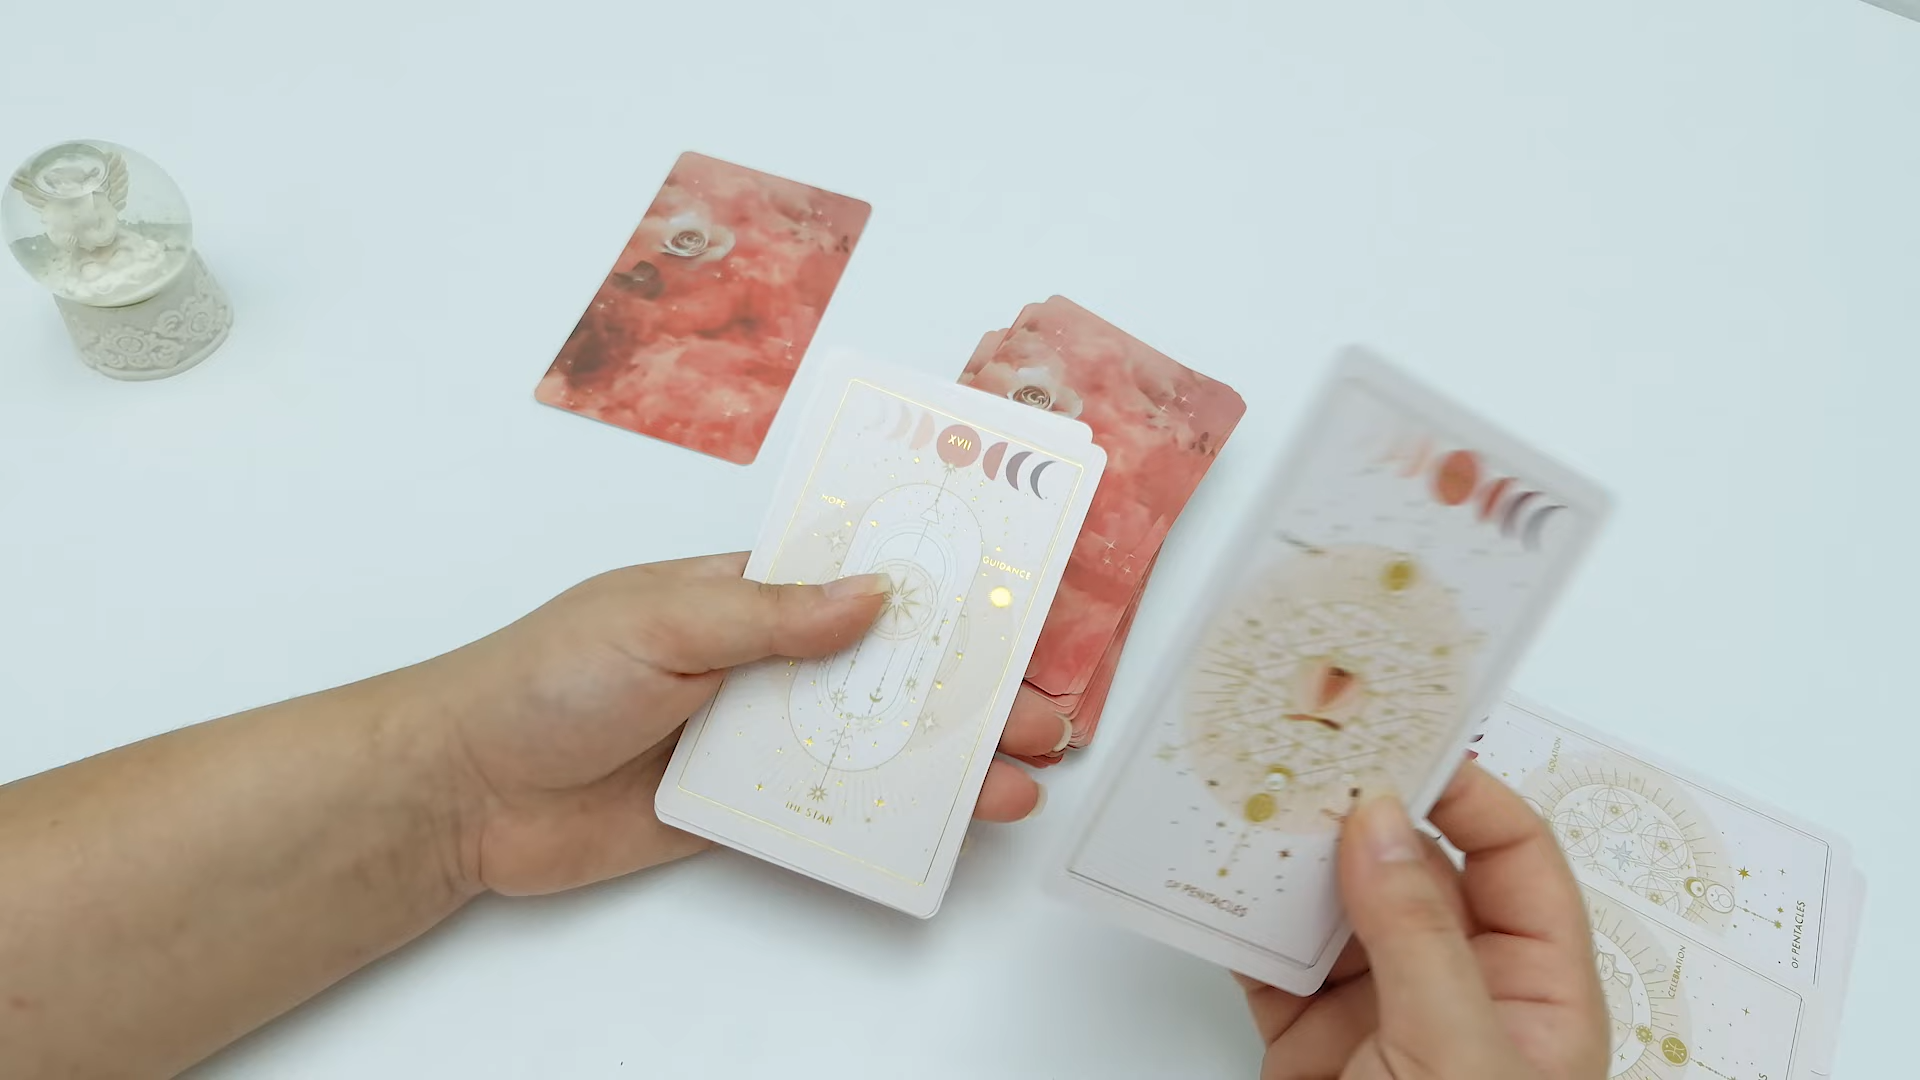 XVII
HOPE
GUIDANCE
THE STAR
OF PENTACLES
ISOLATION
OF PENTACLES
CELEBRATION